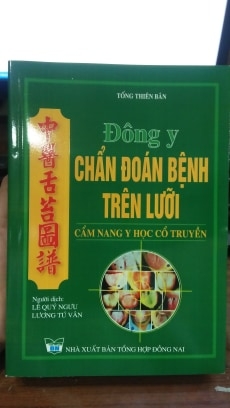 TỐNG THIÊN BÂN
中醫舌苔圖譜
Đông y
CHẨN ĐOÁN BỆNH
TRÊN LƯỠI
CẨM NANG Y HỌC CỔ TRUYỀN
Người dịch:
LÊ QUÝ NGƯU
LƯƠNG TÚ VÂN
NHÀ XUẤT BẢN TỔNG HỢP ĐỒNG NAI